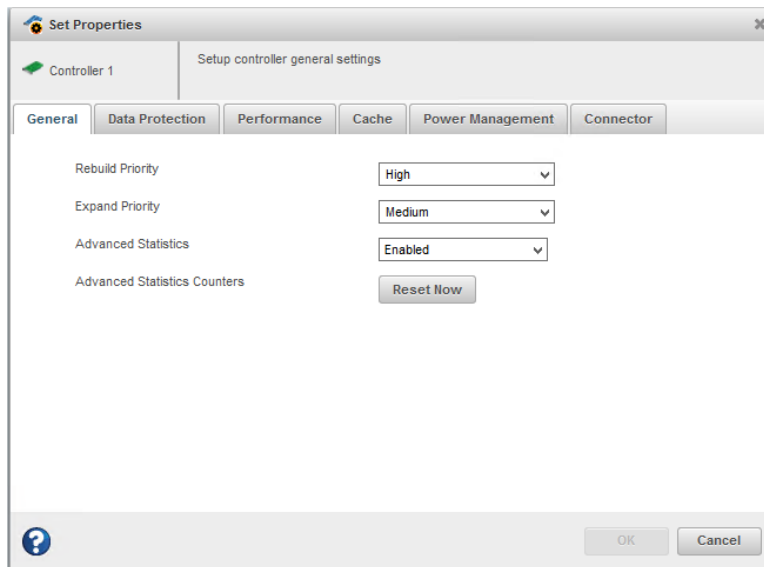 Set Properties
Controller 1
Setup controller general settings
General Data Protection Performance Cache Power Management Connector
Rebuild Priority High
Expand Priority Medium
Advanced Statistics Enabled
Advanced Statistics Counters Reset Now
? OK Cancel